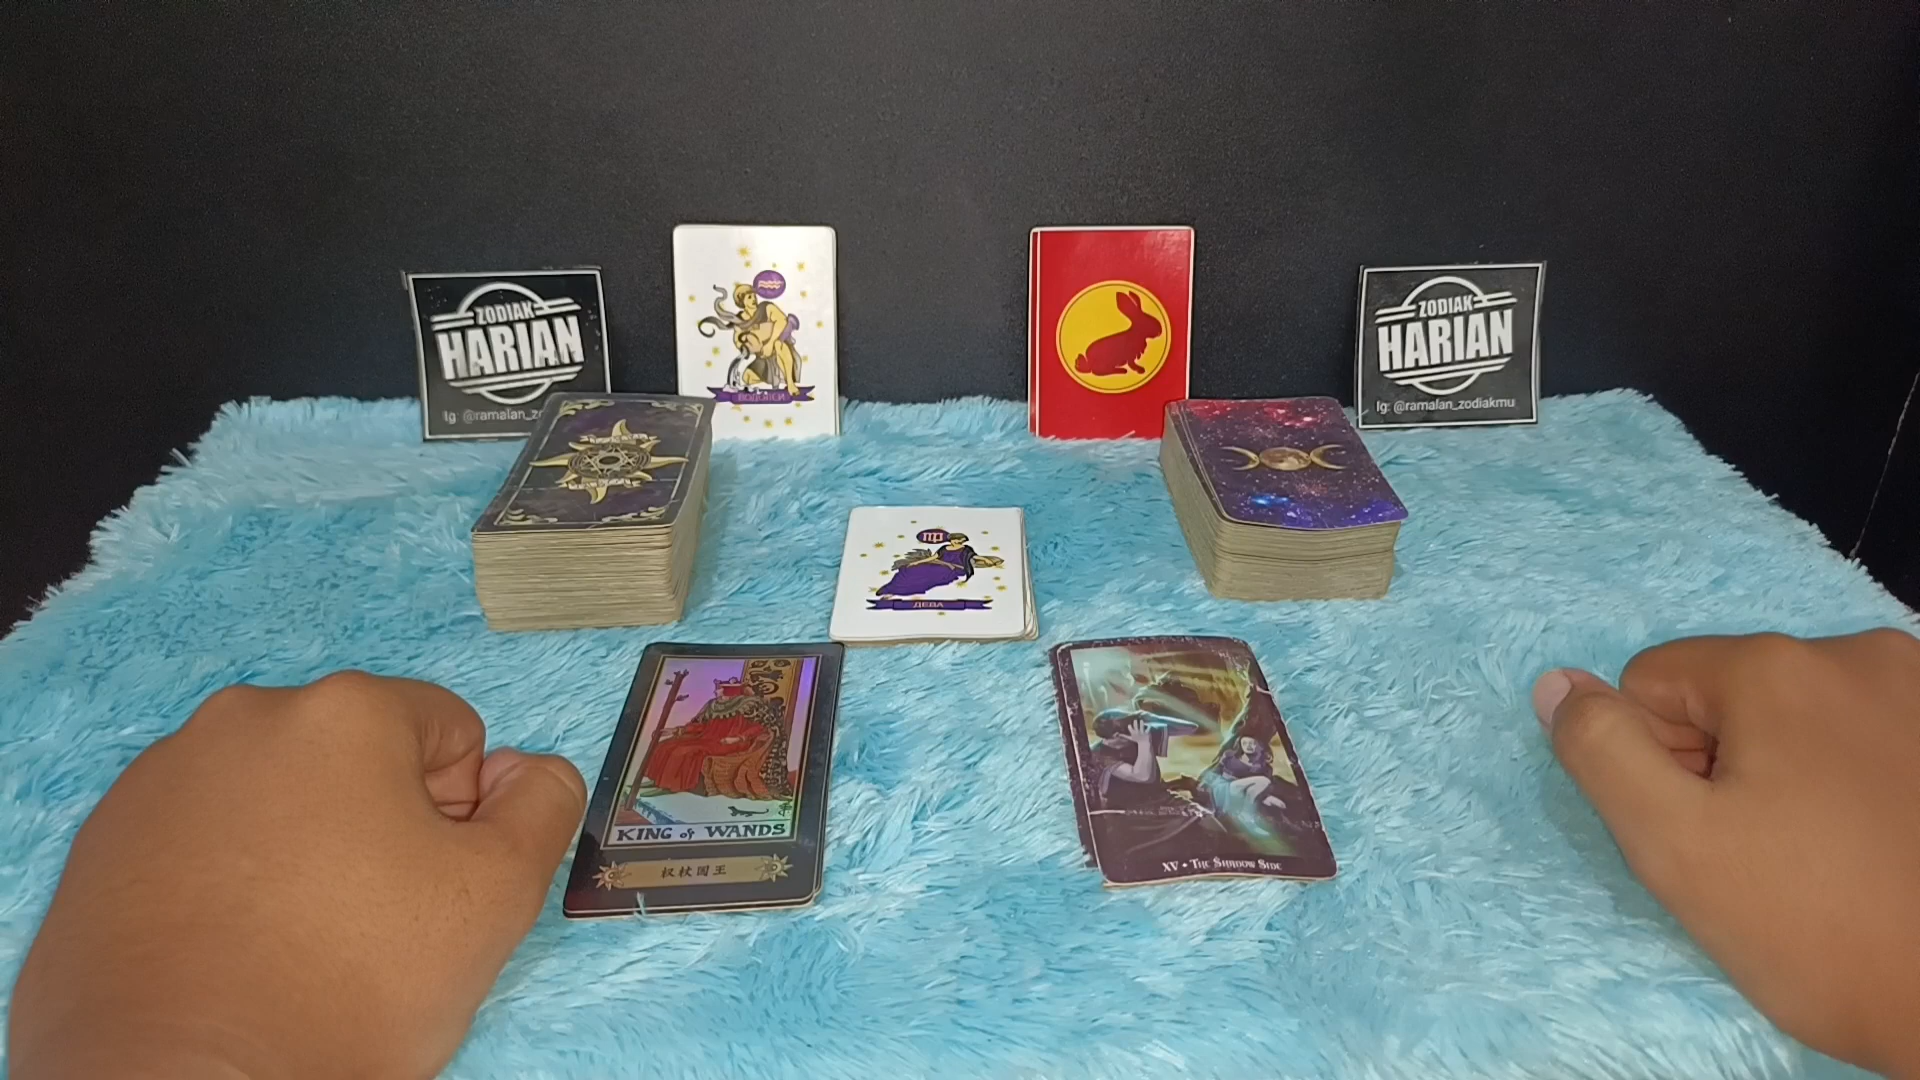 ZODIAK
HARIAN
Ig: @ramalan_zo
ВОДОЛЕЙ
ZODIAK
HARIAN
Ig: @ramalan_zodiakmu
ДЕВА
KING of WANDS
权杖国王
XV • THE SHADOW SIDE